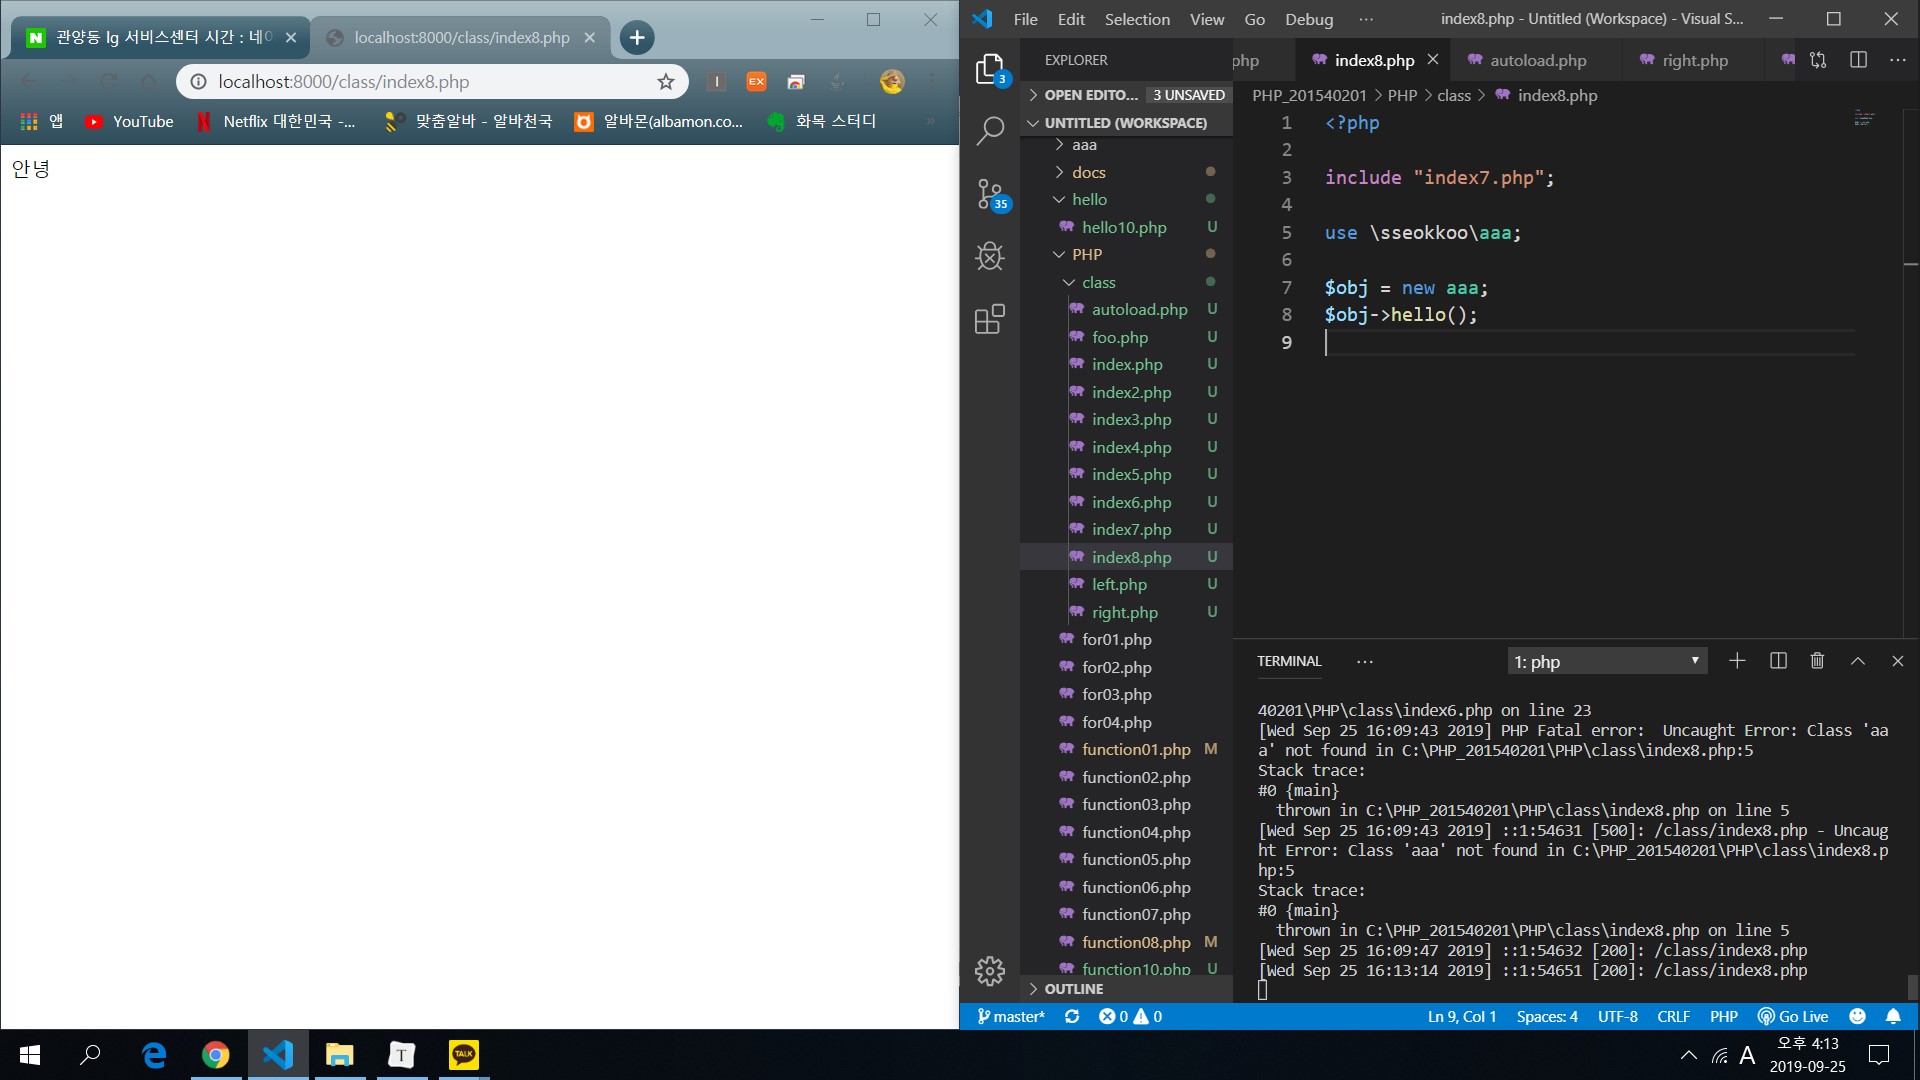 관양동 lg 서비스센터 시간 : 네이
localhost:8000/class/index8.php
localhost:8000/class/index8.php
앱
YouTube
Netflix 대한민국 -...
맞춤알바 - 알바천국
알바몬(albamon.co...
화목 스터디
안녕
File Edit Selection View Go Debug ...
index8.php - Untitled (Workspace) - Visual S...
3
35
EXPLORER
OPEN EDITO... 3 UNSAVED
UNTITLED (WORKSPACE)
aaa
docs
hello
hello10.php U
PHP
class
autoload.php U
foo.php U
index.php U
index2.php U
index3.php U
index4.php U
index5.php U
index6.php U
index7.php U
index8.php U
left.php U
right.php U
for01.php
for02.php
for03.php
for04.php
function01.php M
function02.php
function03.php
function04.php
function05.php
function06.php
function07.php
function08.php M
function10.php U
OUTLINE
php index8.php autoload.php right.php
PHP_201540201 > PHP > class > index8.php
1 <?php
2
3 include "index7.php";
4
5 use \sseokkoo\aaa;
6
7 $obj = new aaa;
8 $obj->hello();
9
TERMINAL ... 1: php
40201\PHP\class\index6.php on line 23
[Wed Sep 25 16:09:43 2019] PHP Fatal error:  Uncaught Error: Class 'aa
a' not found in C:\PHP_201540201\PHP\class\index8.php:5
Stack trace:
#0 {main}
  thrown in C:\PHP_201540201\PHP\class\index8.php on line 5
[Wed Sep 25 16:09:43 2019] ::1:54631 [500]: /class/index8.php - Uncaug
ht Error: Class 'aaa' not found in C:\PHP_201540201\PHP\class\index8.p
hp:5
Stack trace:
#0 {main}
  thrown in C:\PHP_201540201\PHP\class\index8.php on line 5
[Wed Sep 25 16:09:47 2019] ::1:54632 [200]: /class/index8.php
[Wed Sep 25 16:13:14 2019] ::1:54651 [200]: /class/index8.php
master* 0 0 Ln 9, Col 1 Spaces: 4 UTF-8 CRLF PHP Go Live
T
TALK
A
오후 4:13
2019-09-25